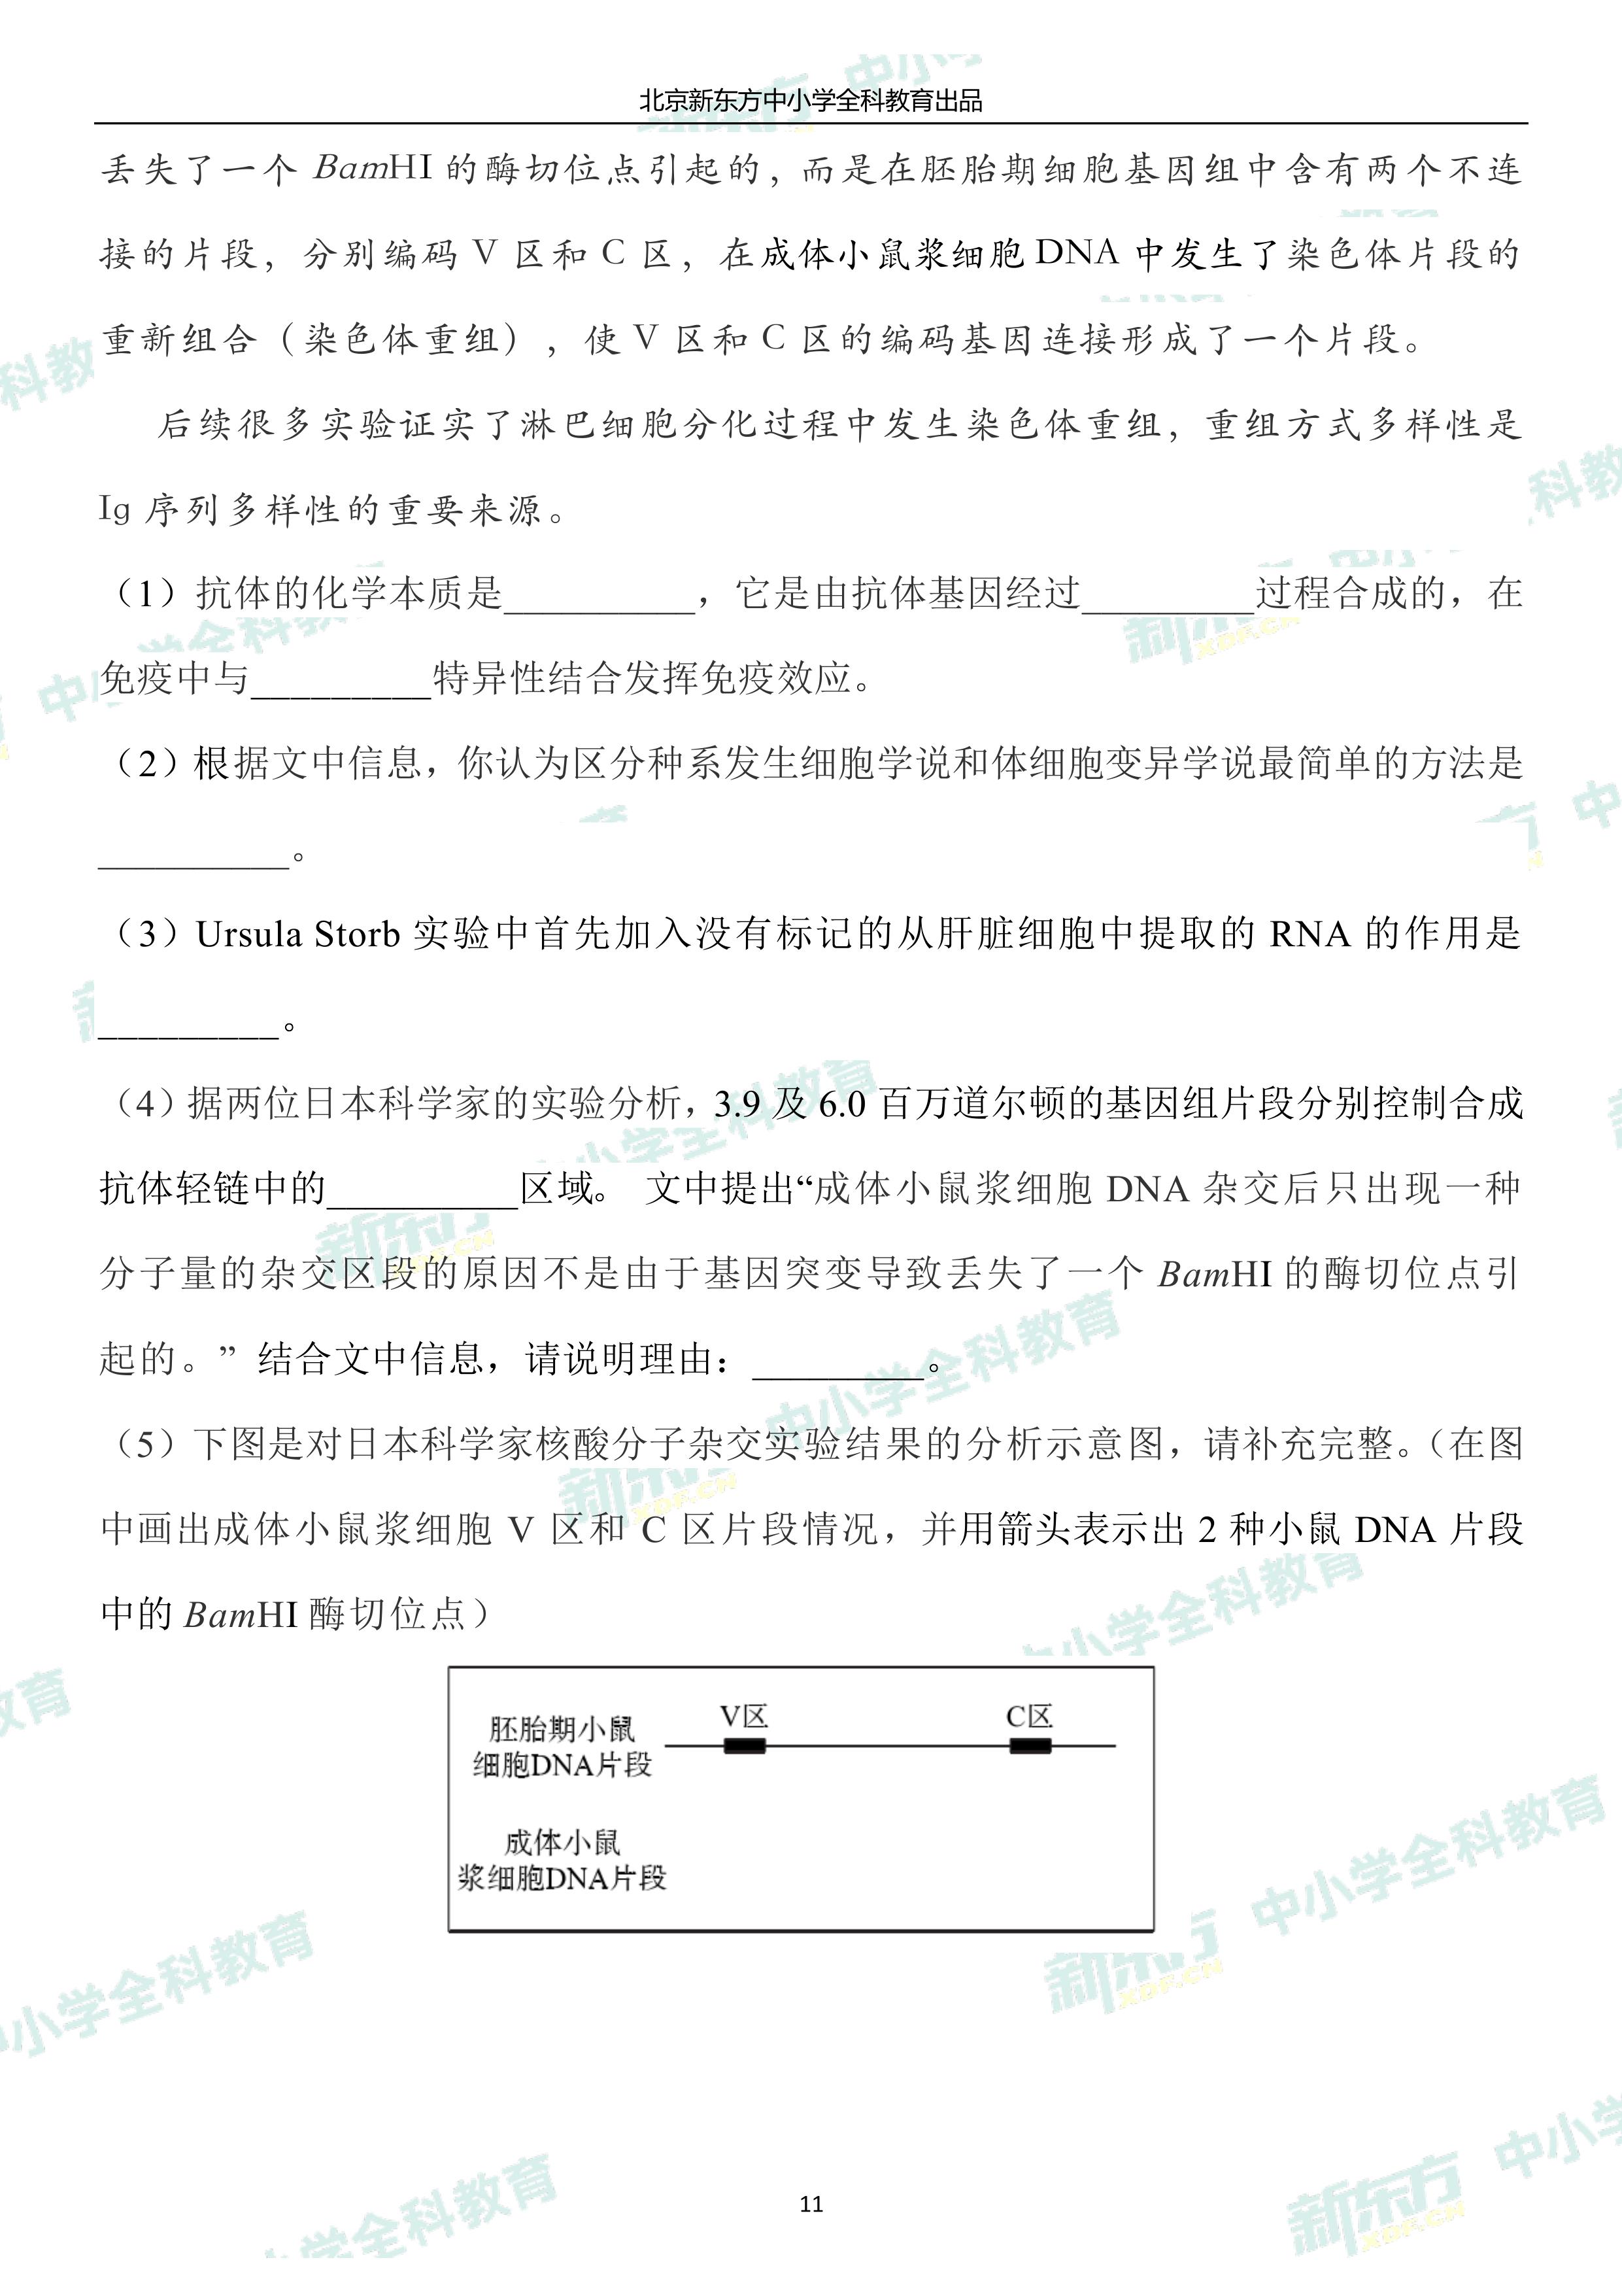 北京新东方中小学全科教育出品
丢失了一个 BamHI 的酶切位点引起的，而是在胚胎期细胞基因组中含有两个不连
接的片段，分别编码 V 区和 C 区，在成体小鼠浆细胞 DNA 中发生了染色体片段的
重新组合（染色体重组），使 V 区和 C 区的编码基因连接形成了一个片段。
后续很多实验证实了淋巴细胞分化过程中发生染色体重组，重组方式多样性是
Ig 序列多样性的重要来源。
（1）抗体的化学本质是__________，它是由抗体基因经过_________过程合成的，在
免疫中与_________特异性结合发挥免疫效应。
（2）根据文中信息，你认为区分种系发生细胞学说和体细胞变异学说最简单的方法是
__________。
（3）Ursula Storb 实验中首先加入没有标记的从肝脏细胞中提取的 RNA 的作用是
_________。
（4）据两位日本科学家的实验分析，3.9 及 6.0 百万道尔顿的基因组片段分别控制合成
抗体轻链中的__________区域。 文中提出“成体小鼠浆细胞 DNA 杂交后只出现一种
分子量的杂交区段的原因不是由于基因突变导致丢失了一个 BamHI 的酶切位点引
起的。” 结合文中信息，请说明理由：_________。
（5）下图是对日本科学家核酸分子杂交实验结果的分析示意图，请补充完整。（在图
中画出成体小鼠浆细胞 V 区和 C 区片段情况，并用箭头表示出 2 种小鼠 DNA 片段
中的 BamHI 酶切位点）
V区 C区
胚胎期小鼠
细胞DNA片段
成体小鼠
浆细胞DNA片段
11